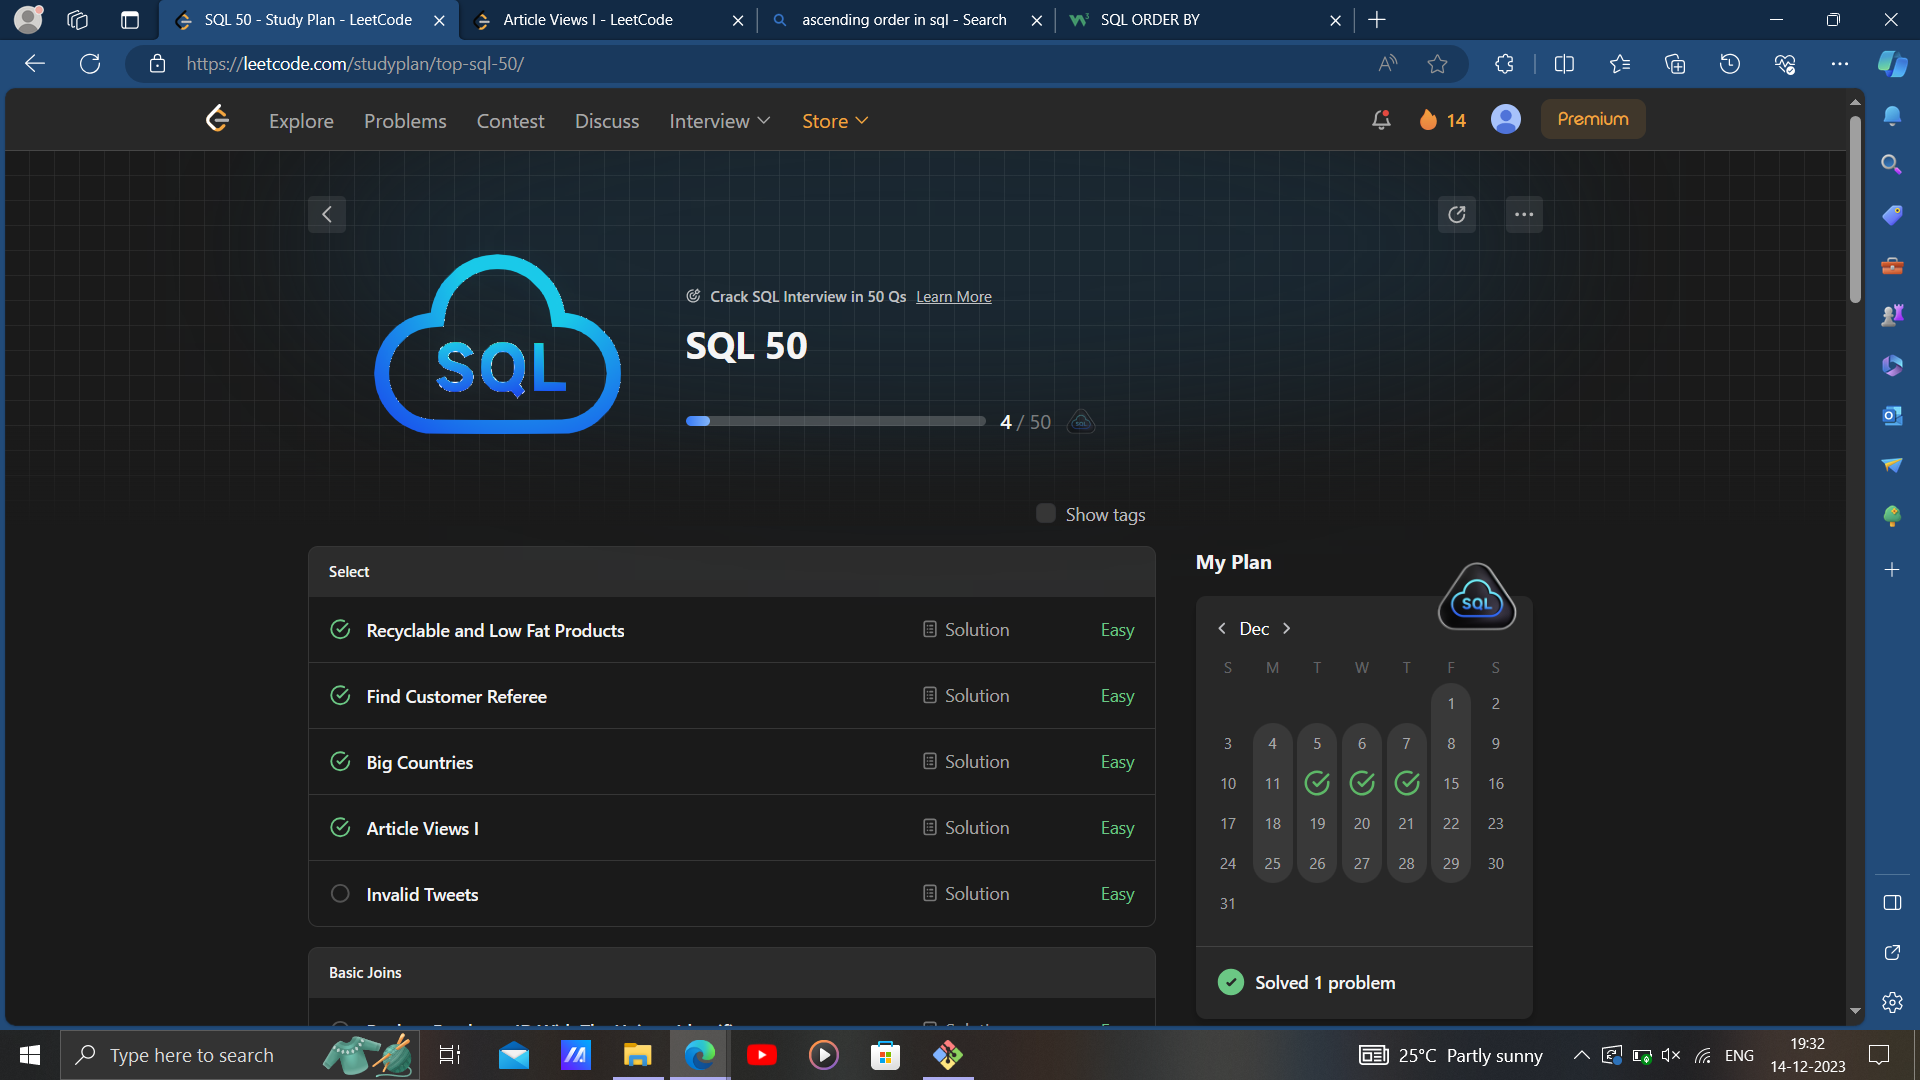 SQL 50 - Study Plan - LeetCode
Article Views I - LeetCode
ascending order in sql - Search
SQL ORDER BY
https://leetcode.com/studyplan/top-sql-50/
Explore Problems Contest Discuss Interview Store
14
Premium
Crack SQL Interview in 50 Qs Learn More
SQL
SQL 50
4 / 50
Show tags
Select
Recyclable and Low Fat Products Solution Easy
Find Customer Referee Solution Easy
Big Countries Solution Easy
Article Views I Solution Easy
Invalid Tweets Solution Easy
Basic Joins
My Plan
SQL
Dec
S M T W T F S
1 2
3 4 5 6 7 8 9
10 11 15 16
17 18 19 20 21 22 23
24 25 26 27 28 29 30
31
Solved 1 problem
Type here to search
25°C Partly sunny
ENG
19:32
14-12-2023